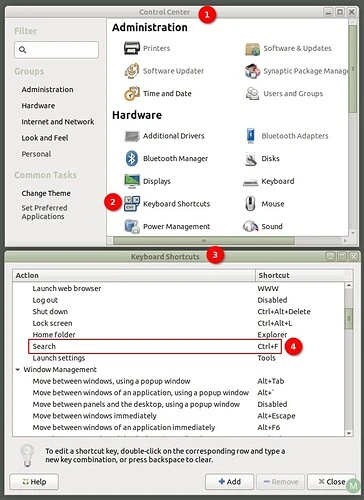 Control Center
1
Filter
Groups
Administration
Hardware
Internet and Network
Look and Feel
Personal
Common Tasks
Change Theme
Set Preferred
Applications
Administration
Printers
Software & Updates
Software Updater
Synaptic Package Manag
Time and Date
Users and Groups
Hardware
Additional Drivers
Bluetooth Adapters
Bluetooth Manager
Disks
Displays
Keyboard
2
Keyboard Shortcuts
Mouse
Power Management
Sound
Keyboard Shortcuts
3
Action Shortcut
Launch web browser WWW
Log out Disabled
Shut down Ctrl+Alt+Delete
Lock screen Ctrl+Alt+L
Home folder Explorer
Search Ctrl+F
4
Launch settings Tools
Window Management
Move between windows, using a popup window Alt+Tab
Move between windows of an application, using a popup window Alt+`
Move between panels and the desktop, using a popup window Disabled
Move between windows immediately Alt+Escape
Move between windows of an application immediately Alt+F6
To edit a shortcut key, double-click on the corresponding row and type a
new key combination, or press backspace to clear.
Help
Add
Remove
Close
M